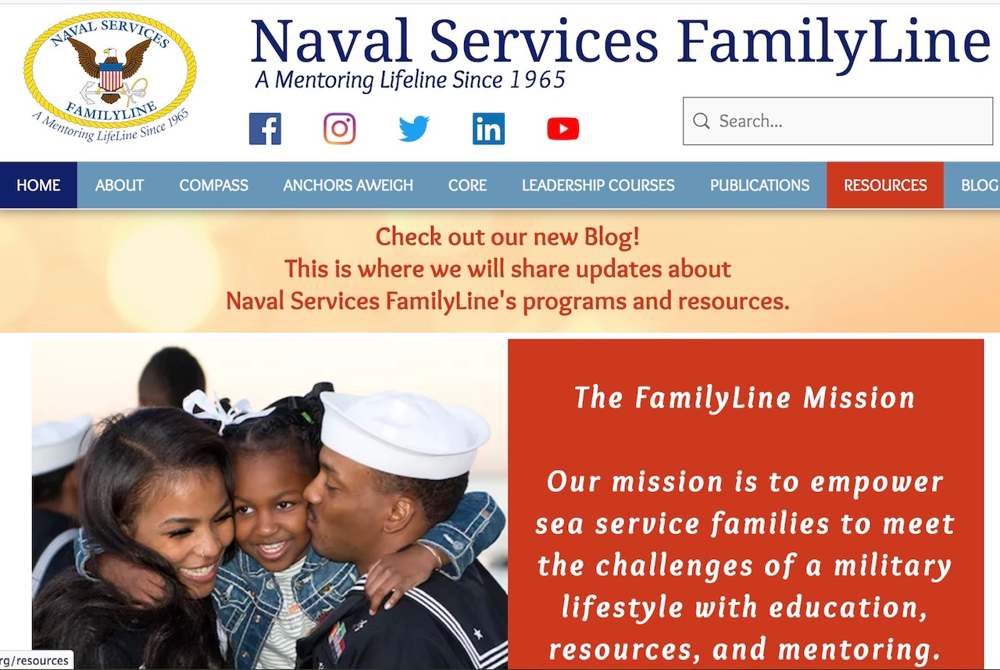 NAVAL SERVICES
FAMILYLINE
A Mentoring LifeLine Since 1965
Naval Services FamilyLine
A Mentoring Lifeline Since 1965
Search...
HOME ABOUT COMPASS ANCHORS AWEIGH CORE LEADERSHIP COURSES PUBLICATIONS RESOURCES BLOG
Check out our new Blog!
This is where we will share updates about
Naval Services FamilyLine's programs and resources.
The FamilyLine Mission
Our mission is to empower
sea service families to meet
the challenges of a military
lifestyle with education,
resources, and mentoring.
rg/resources